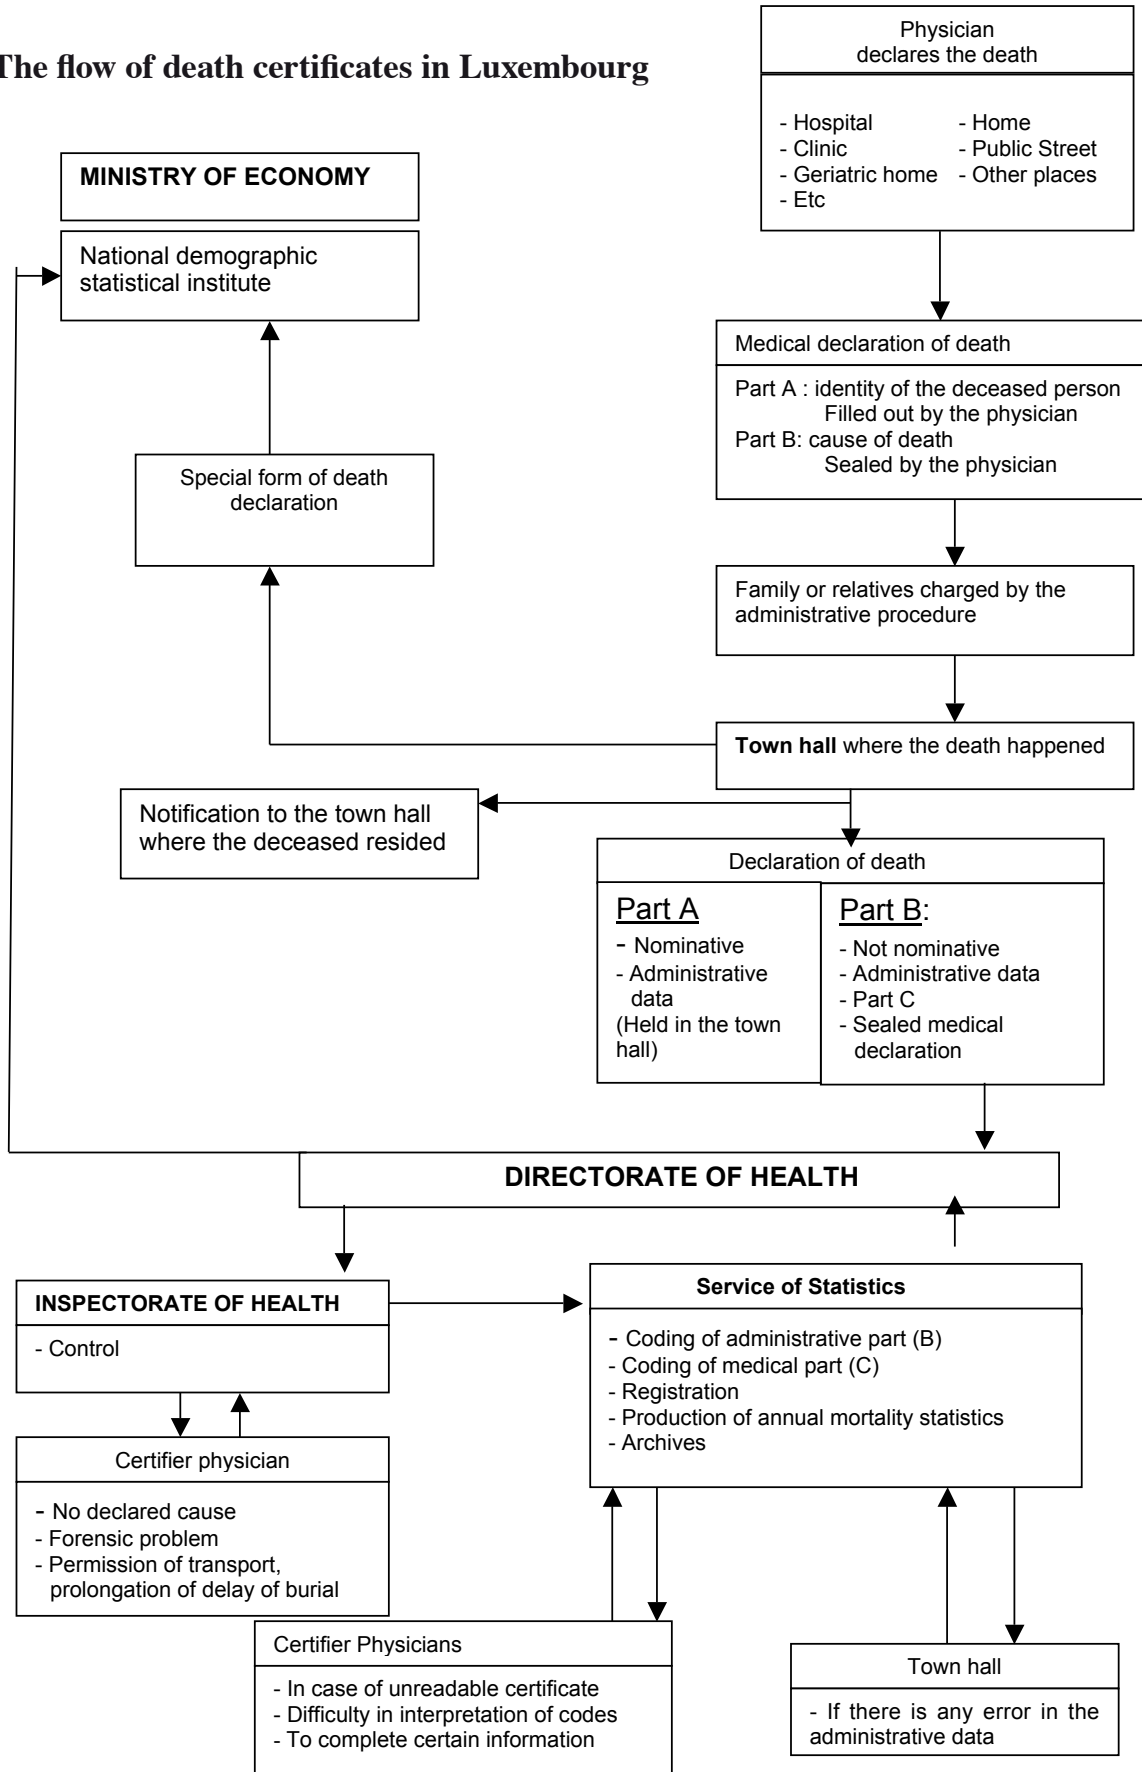 The flow of death certificates in Luxembourg
Physician
declares the death
- Hospital
- Clinic
- Geriatric home
- Etc
- Home
- Public Street
- Other places
MINISTRY OF ECONOMY
National demographic
statistical institute
Medical declaration of death
Part A : identity of the deceased person
Filled out by the physician
Part B: cause of death
Sealed by the physician
Special form of death
declaration
Family or relatives charged by the
administrative procedure
Town hall where the death happened
Notification to the town hall
where the deceased resided
Declaration of death
Part A
- Nominative
- Administrative
data
(Held in the town
hall)
Part B:
- Not nominative
- Administrative data
- Part C
- Sealed medical
declaration
DIRECTORATE OF HEALTH
INSPECTORATE OF HEALTH
- Control
Service of Statistics
- Coding of administrative part (B)
- Coding of medical part (C)
- Registration
- Production of annual mortality statistics
- Archives
Certifier physician
- No declared cause
- Forensic problem
- Permission of transport,
prolongation of delay of burial
Certifier Physicians
- In case of unreadable certificate
- Difficulty in interpretation of codes
- To complete certain information
Town hall
- If there is any error in the
administrative data